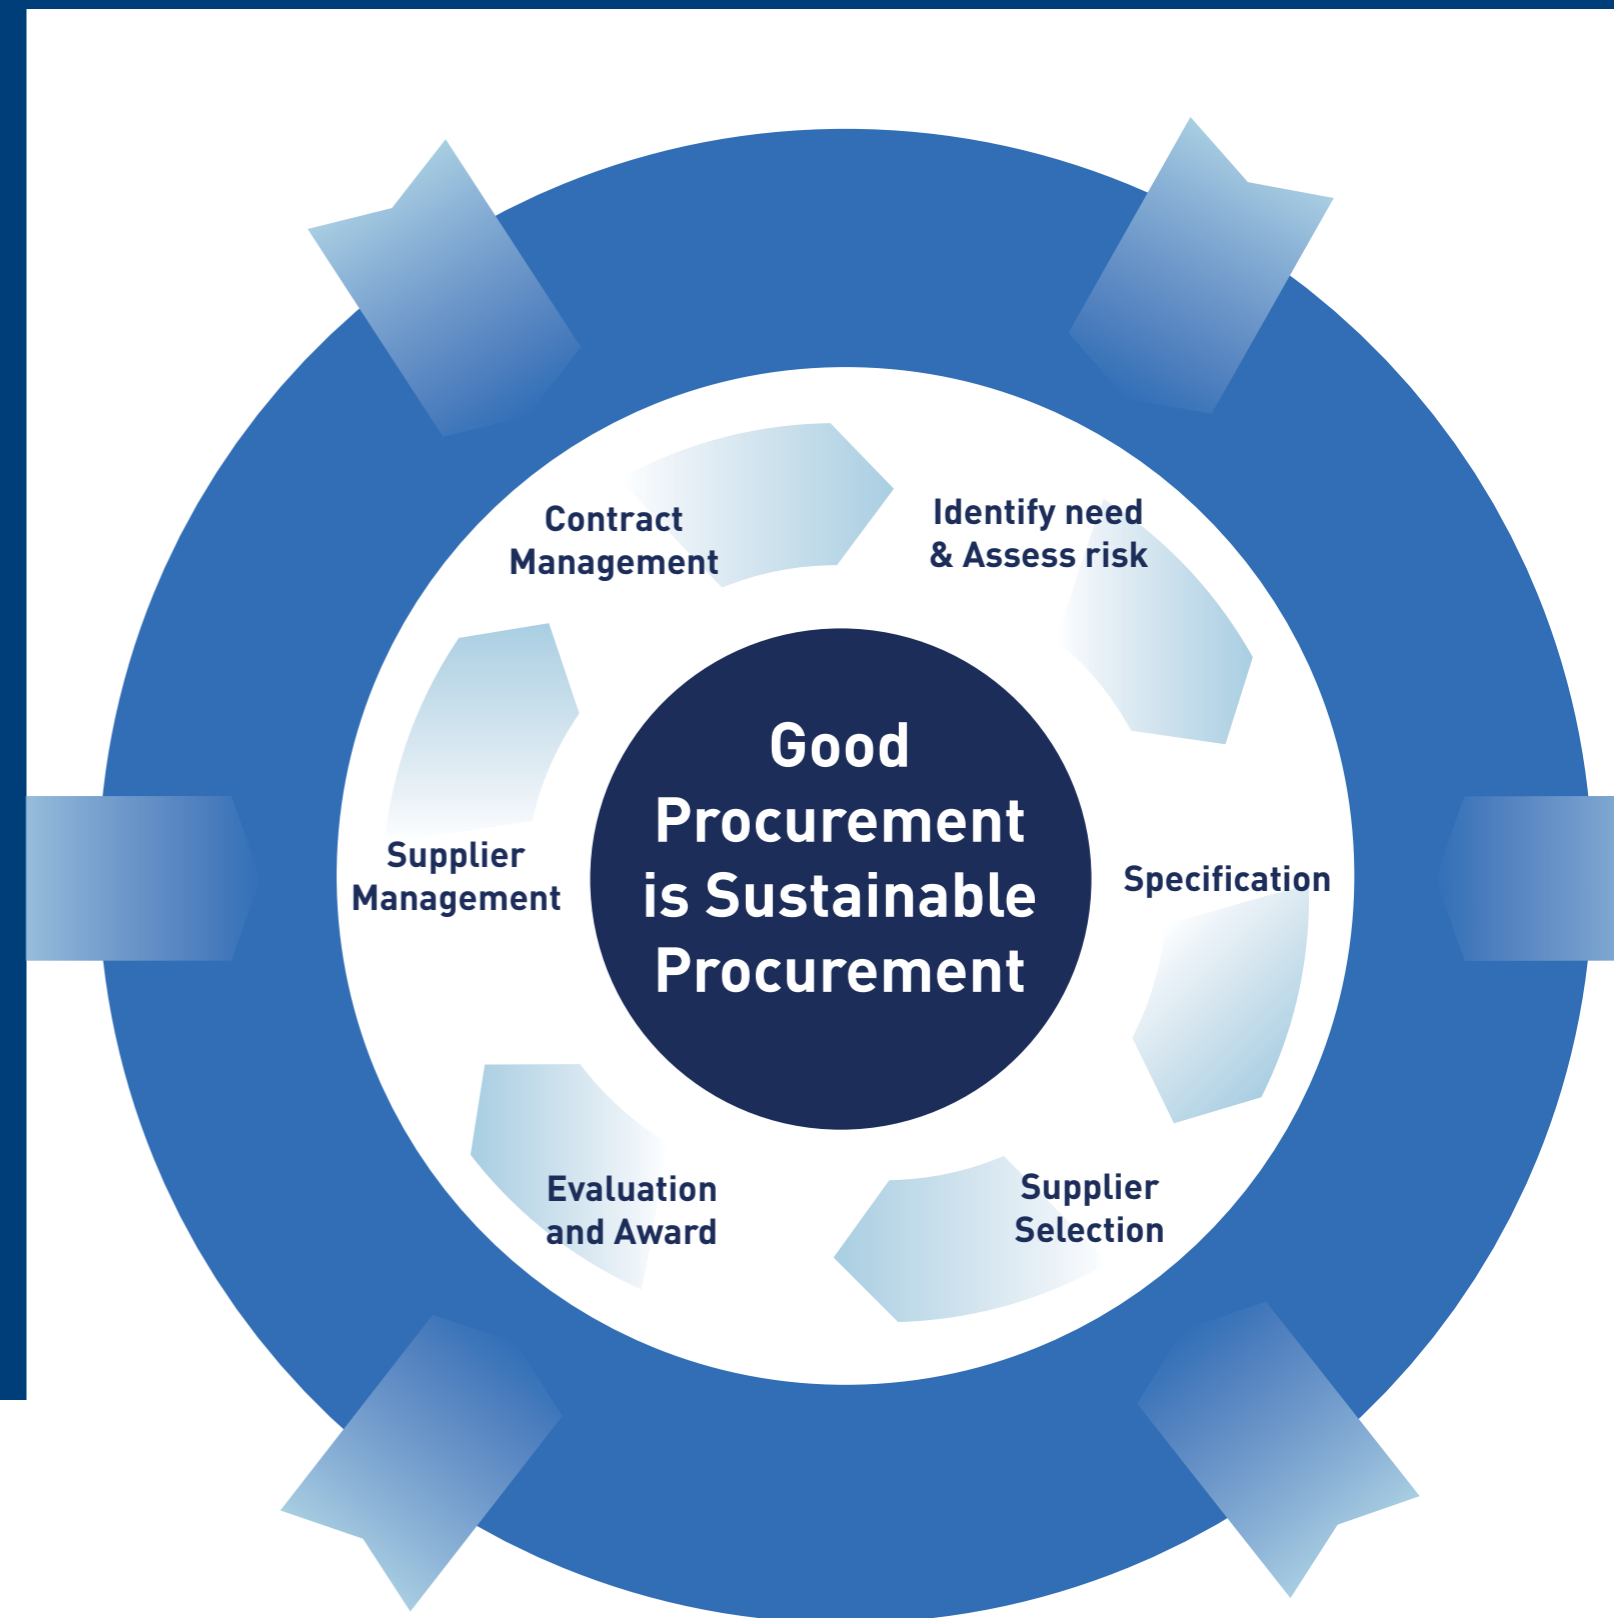 Contract
Management
Identify need
& Assess risk
Good
Procurement
is Sustainable
Procurement
Supplier
Management
Specification
Evaluation
and Award
Supplier
Selection